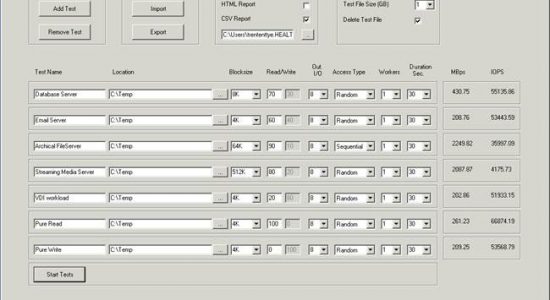 Add Test
Import
HTML Report
Test File Size (GB) 1
Remove Test
Export
CSV Report
Delete Test File
...
Test Name Location Blocksize Read/Write Out I/O Access Type Workers Duration Sec. MBps IOPS
Database Server C:\Temp ... 8K 70 30 8 Random 1 30 430.75 55135.86
Email Server C:\Temp ... 4K 60 40 8 Random 1 30 208.76 53443.59
Archical FileServer C:\Temp ... 64K 90 10 8 Sequential 1 30 2249.82 35997.09
Streaming Media Server C:\Temp ... 512K 80 20 8 Random 1 30 2087.87 4175.73
VDI workload C:\Temp ... 4K 20 80 8 Random 1 30 202.86 51933.15
Pure Read C:\Temp ... 4K 100 0 8 Random 1 30 261.23 66874.19
Pure Write C:\Temp ... 4K 0 100 8 Random 1 30 209.25 53568.79
Start Tests